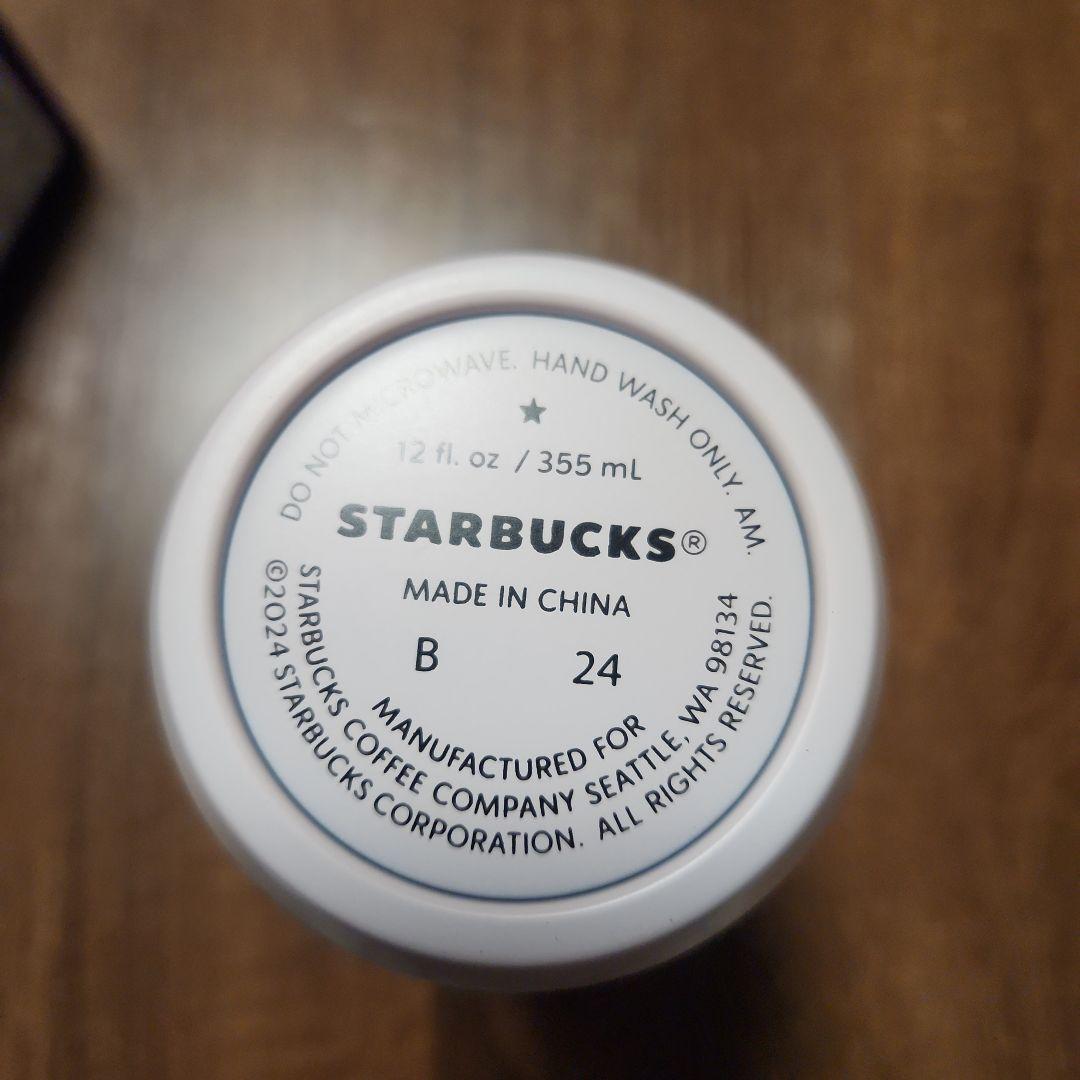 DO NOT MICROWAVE. HAND WASH ONLY. AM.
★
12 fl. oz / 355 mL
STARBUCKS®
MADE IN CHINA
B 24
MANUFACTURED FOR
STARBUCKS COFFEE COMPANY SEATTLE, WA 98134
©2024 STARBUCKS CORPORATION. ALL RIGHTS RESERVED.